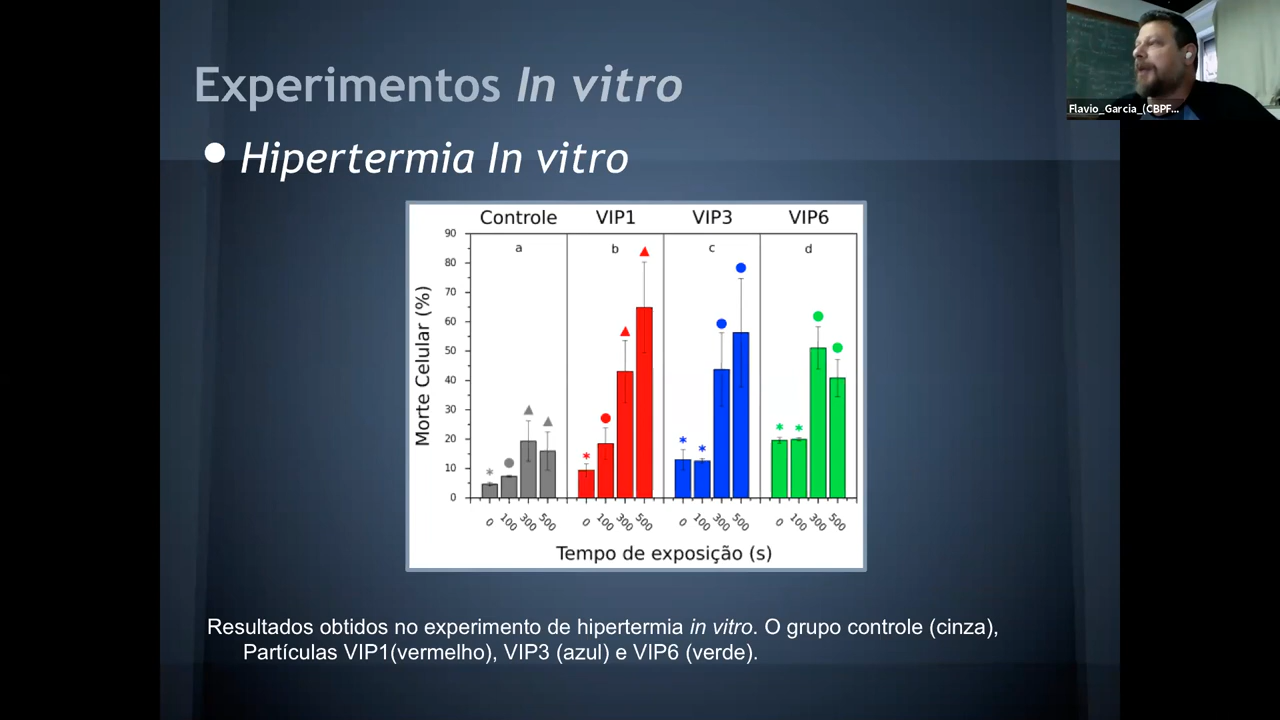 Experimentos In vitro
Flavio_Garcia_(CBPF...
● Hipertermia In vitro
Controle VIP1 VIP3 VIP6
a b c d
90
80
70
60
50
40
30
20
10
0
Morte Celular (%)
0 100 300 500 0 100 300 500 0 100 300 500 0 100 300 500
Tempo de exposição (s)
Resultados obtidos no experimento de hipertermia in vitro. O grupo controle (cinza),
Partículas VIP1(vermelho), VIP3 (azul) e VIP6 (verde).